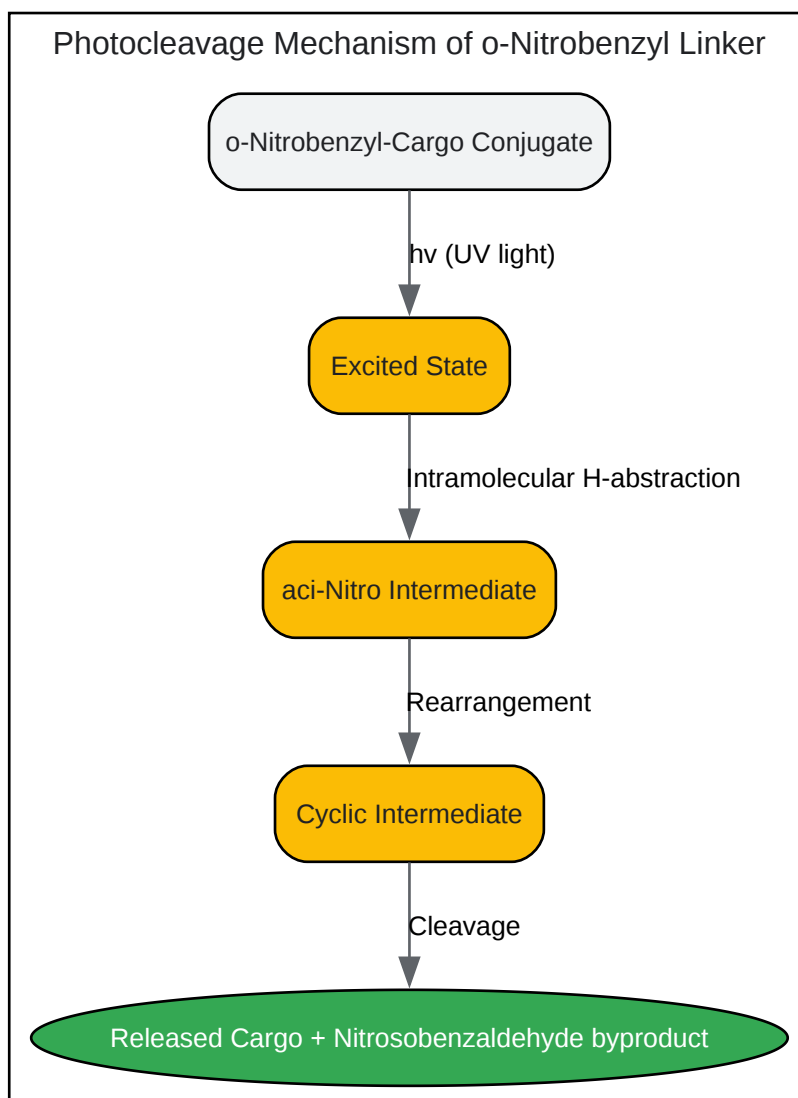 Photocleavage Mechanism of o-Nitrobenzyl Linker
o-Nitrobenzyl-Cargo Conjugate
hv (UV light)
Excited State
Intramolecular H-abstraction
aci-Nitro Intermediate
Rearrangement
Cyclic Intermediate
Cleavage
Released Cargo + Nitrosobenzaldehyde byproduct